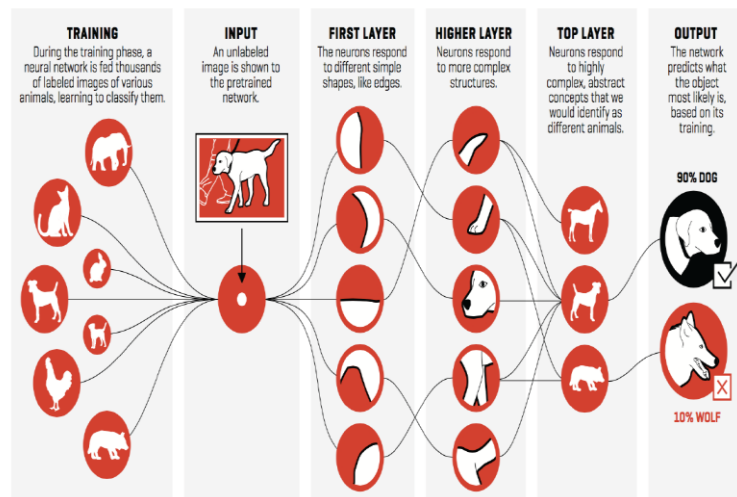 TRAINING
During the training phase, a
neural network is fed thousands
of labeled images of various
animals, learning to classify them.
INPUT
An unlabeled
image is shown to
the pretrained
network.
FIRST LAYER
The neurons respond
to different simple
shapes, like edges.
HIGHER LAYER
Neurons respond
to more complex
structures.
TOP LAYER
Neurons respond
to highly
complex, abstract
concepts that we
would identify as
different animals.
OUTPUT
The network
predicts what
the object
most likely is,
based on its
training.
90% DOG
10% WOLF